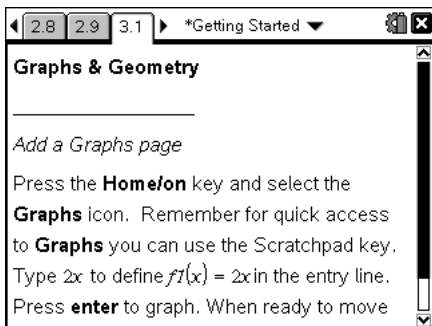 2.8 2.9 3.1 *Getting Started
Graphs & Geometry
Add a Graphs page
Press the Home/on key and select the
Graphs icon. Remember for quick access
to Graphs you can use the Scratchpad key.
Type 2x to define f1(x) = 2x in the entry line.
Press enter to graph. When ready to move